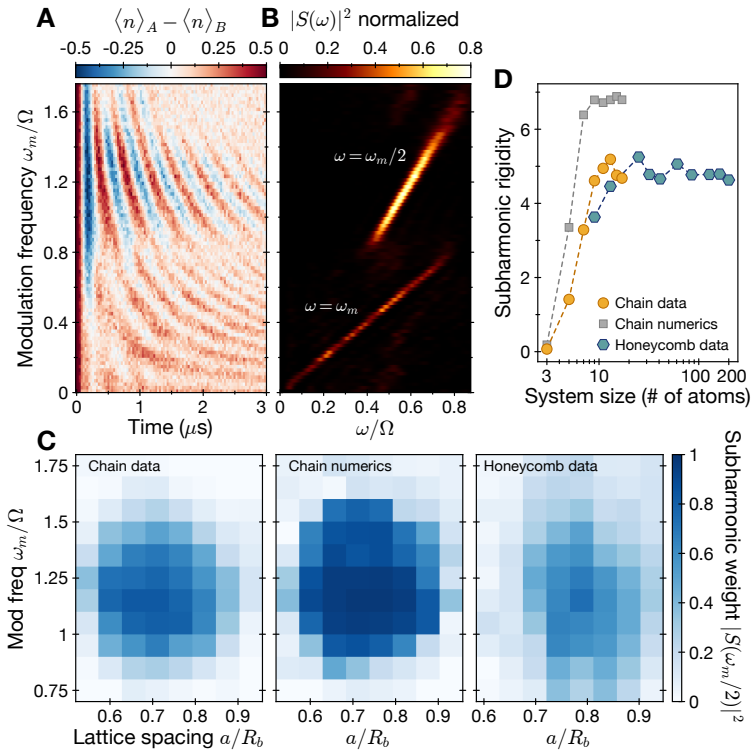 A
⟨n⟩A − ⟨n⟩B
-0.5 -0.25 0 0.25 0.5
Modulation frequency ωm/Ω
1.6
1.2
0.8
0.4
0
0 1 2 3
Time (μs)
B
|S(ω)|² normalized
0 0.2 0.4 0.6 0.8
ω = ωm/2
ω = ωm
0 0.2 0.4 0.6 0.8
ω/Ω
D
Subharmonic rigidity
6
4
2
0
Chain data
Chain numerics
Honeycomb data
3 10 100 200
System size (# of atoms)
C
Mod freq ωm/Ω
1.75
1.5
1.25
1
0.75
Chain data
0.6 0.7 0.8 0.9
Lattice spacing a/Rb
Chain numerics
0.6 0.7 0.8 0.9
a/Rb
Honeycomb data
0.6 0.7 0.8 0.9
a/Rb
1
0.8
0.6
0.4
0.2
0
Subharmonic weight |S(ωm/2)|²